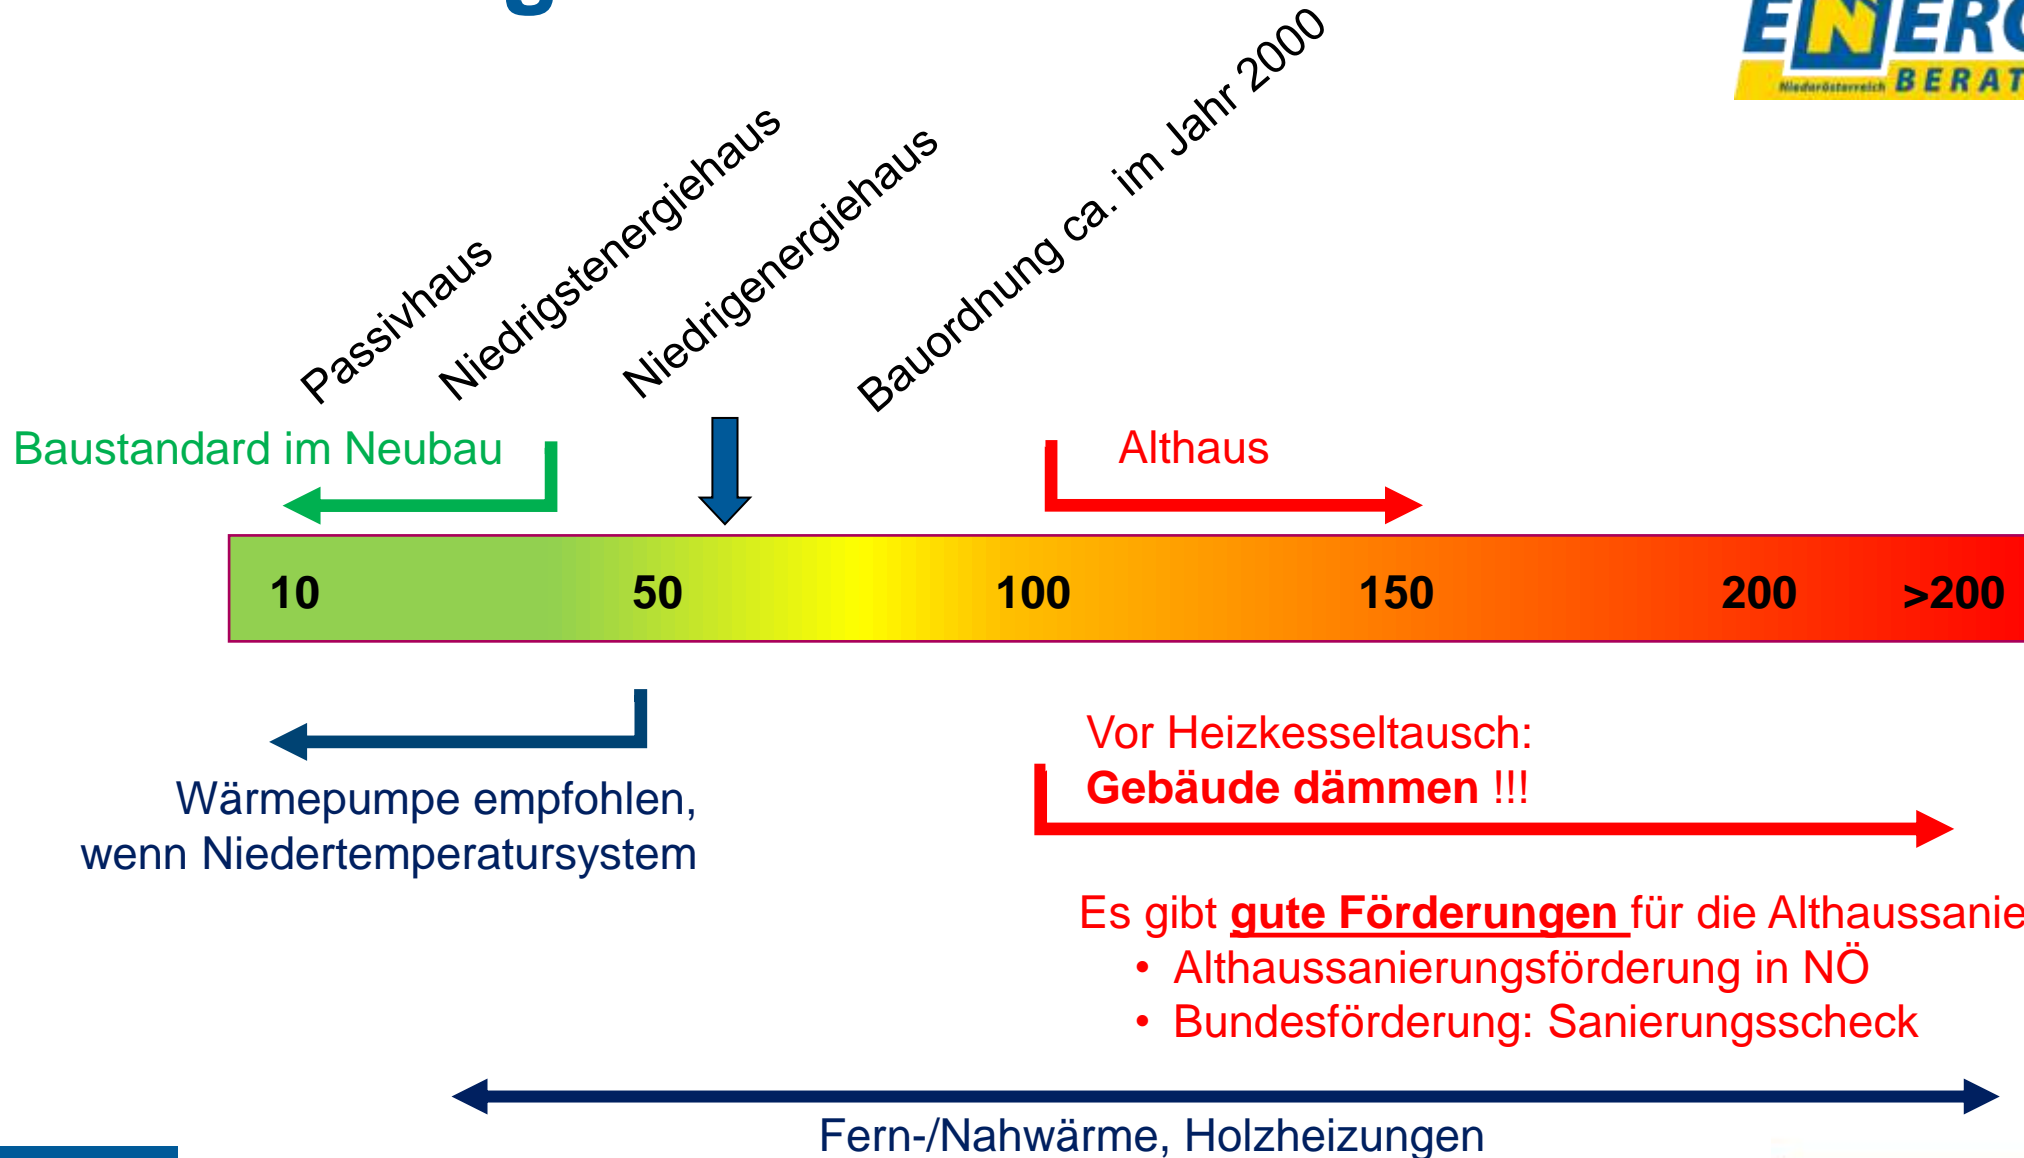 Niederösterreich
Passivhaus
Niedrigstenergiehaus
Niedrigenergiehaus
Bauordnung ca. im Jahr 2000
Baustandard im Neubau
Althaus
10 50 100 150 200 >200
Wärmepumpe empfohlen,
wenn Niedertemperatursystem
Vor Heizkesseltausch:
Gebäude dämmen !!!
Es gibt gute Förderungen für die Althaussanie
• Althaussanierungsförderung in NÖ
• Bundesförderung: Sanierungsscheck
Fern-/Nahwärme, Holzheizungen